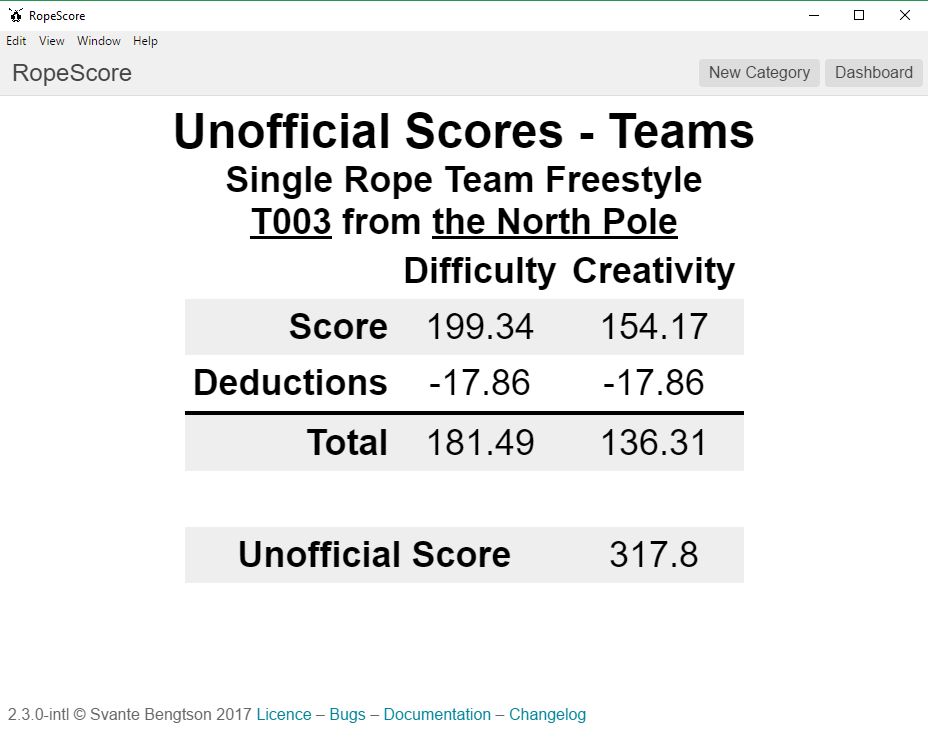 RopeScore
Edit View Window Help
RopeScore New Category Dashboard
Unofficial Scores - Teams
Single Rope Team Freestyle
T003 from the North Pole
Difficulty Creativity
Score 199.34 154.17
Deductions -17.86 -17.86
Total 181.49 136.31
Unofficial Score 317.8
2.3.0-intl © Svante Bengtson 2017 Licence – Bugs – Documentation – Changelog